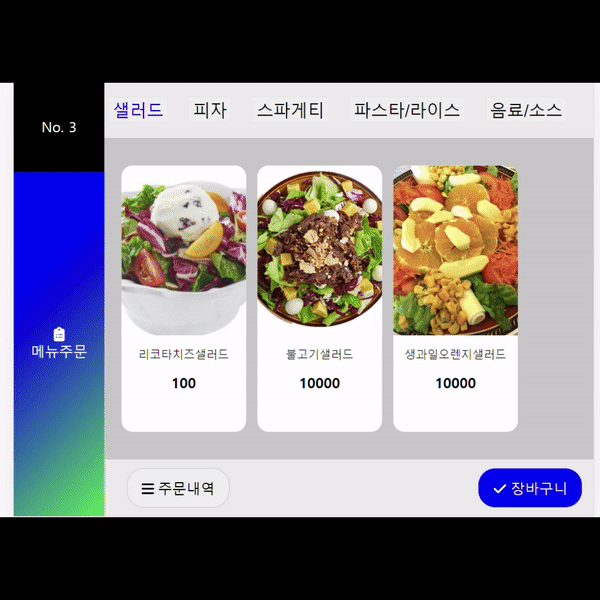 No. 3
메뉴주문
샐러드 피자 스파게티 파스타/라이스 음료/소스
리코타치즈샐러드
100
불고기샐러드
10000
생과일오렌지샐러드
10000
주문내역
장바구니